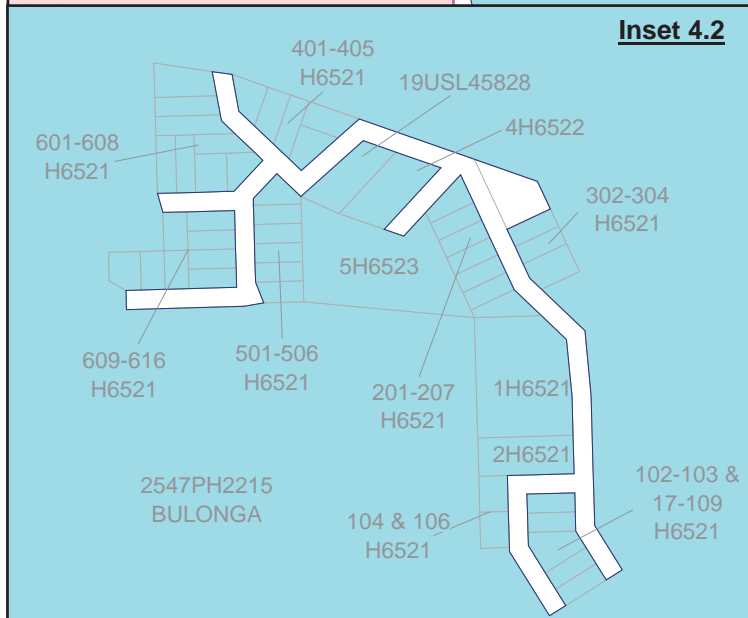 Inset 4.2
401-405
H6521
19USL45828
4H6522
601-608
H6521
302-304
H6521
5H6523
609-616
H6521
501-506
H6521
201-207
H6521
1H6521
2H6521
2547PH2215
BULONGA
104 & 106
H6521
102-103 &
17-109
H6521